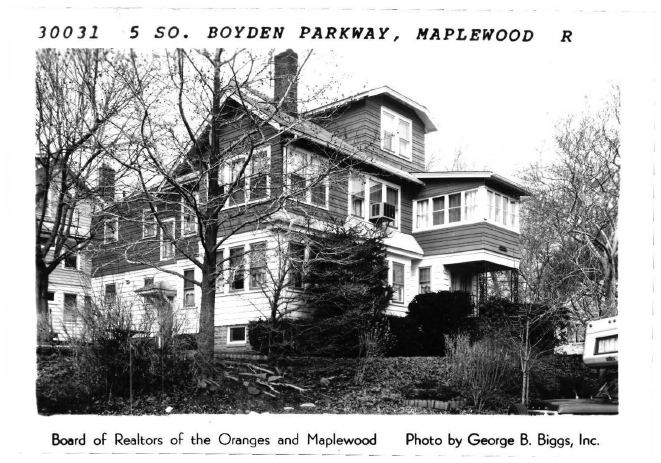 30031 5 SO. BOYDEN PARKWAY, MAPLEWOOD R
Board of Realtors of the Oranges and Maplewood Photo by George B. Biggs, Inc.